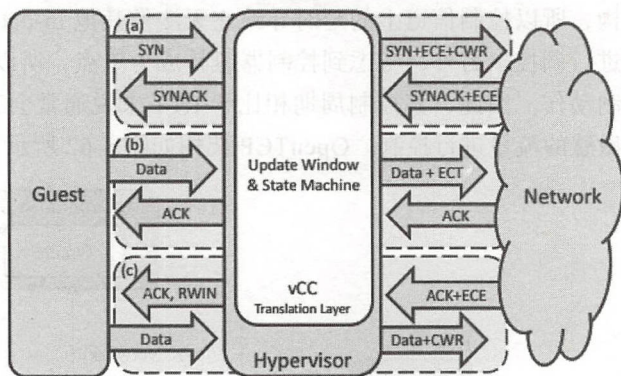 (a)
SYN
SYN+ECE+CWR
SYNACK
SYNACK+ECE
(b)
Data
Data + ECT
ACK
ACK
Guest
Update Window
& State Machine
Network
(c)
ACK, RWIN
ACK+ECE
vCC
Translation Layer
Data
Data+CWR
Hypervisor